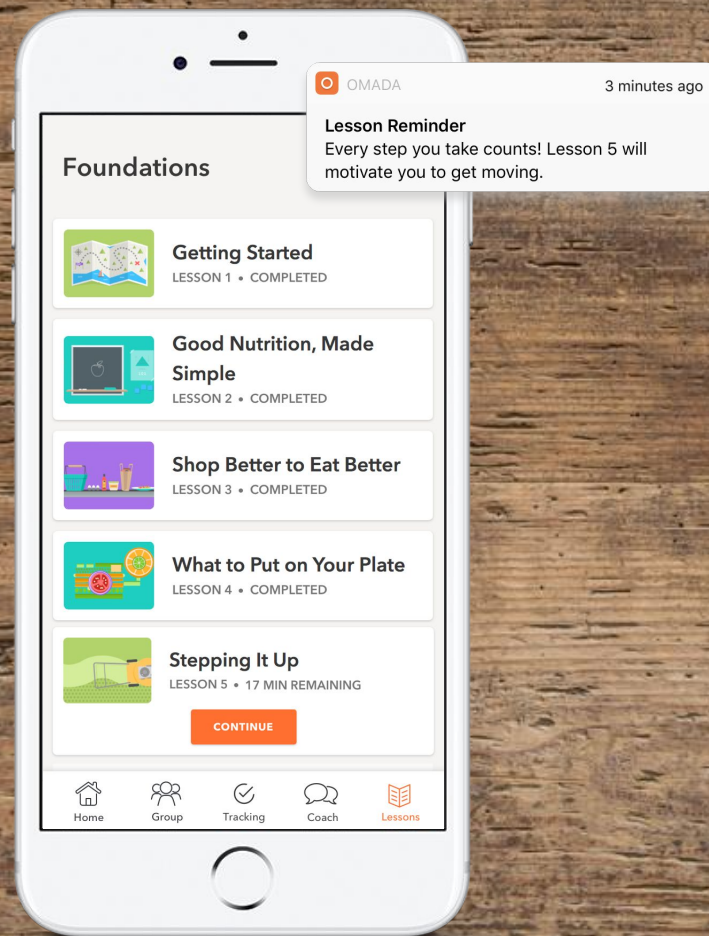 OMADA
3 minutes ago
Lesson Reminder
Every step you take counts! Lesson 5 will
motivate you to get moving.
Foundations
Getting Started
LESSON 1 • COMPLETED
Good Nutrition, Made
Simple
LESSON 2 • COMPLETED
Shop Better to Eat Better
LESSON 3 • COMPLETED
What to Put on Your Plate
LESSON 4 • COMPLETED
Stepping It Up
LESSON 5 • 17 MIN REMAINING
CONTINUE
Home
Group
Tracking
Coach
Lessons